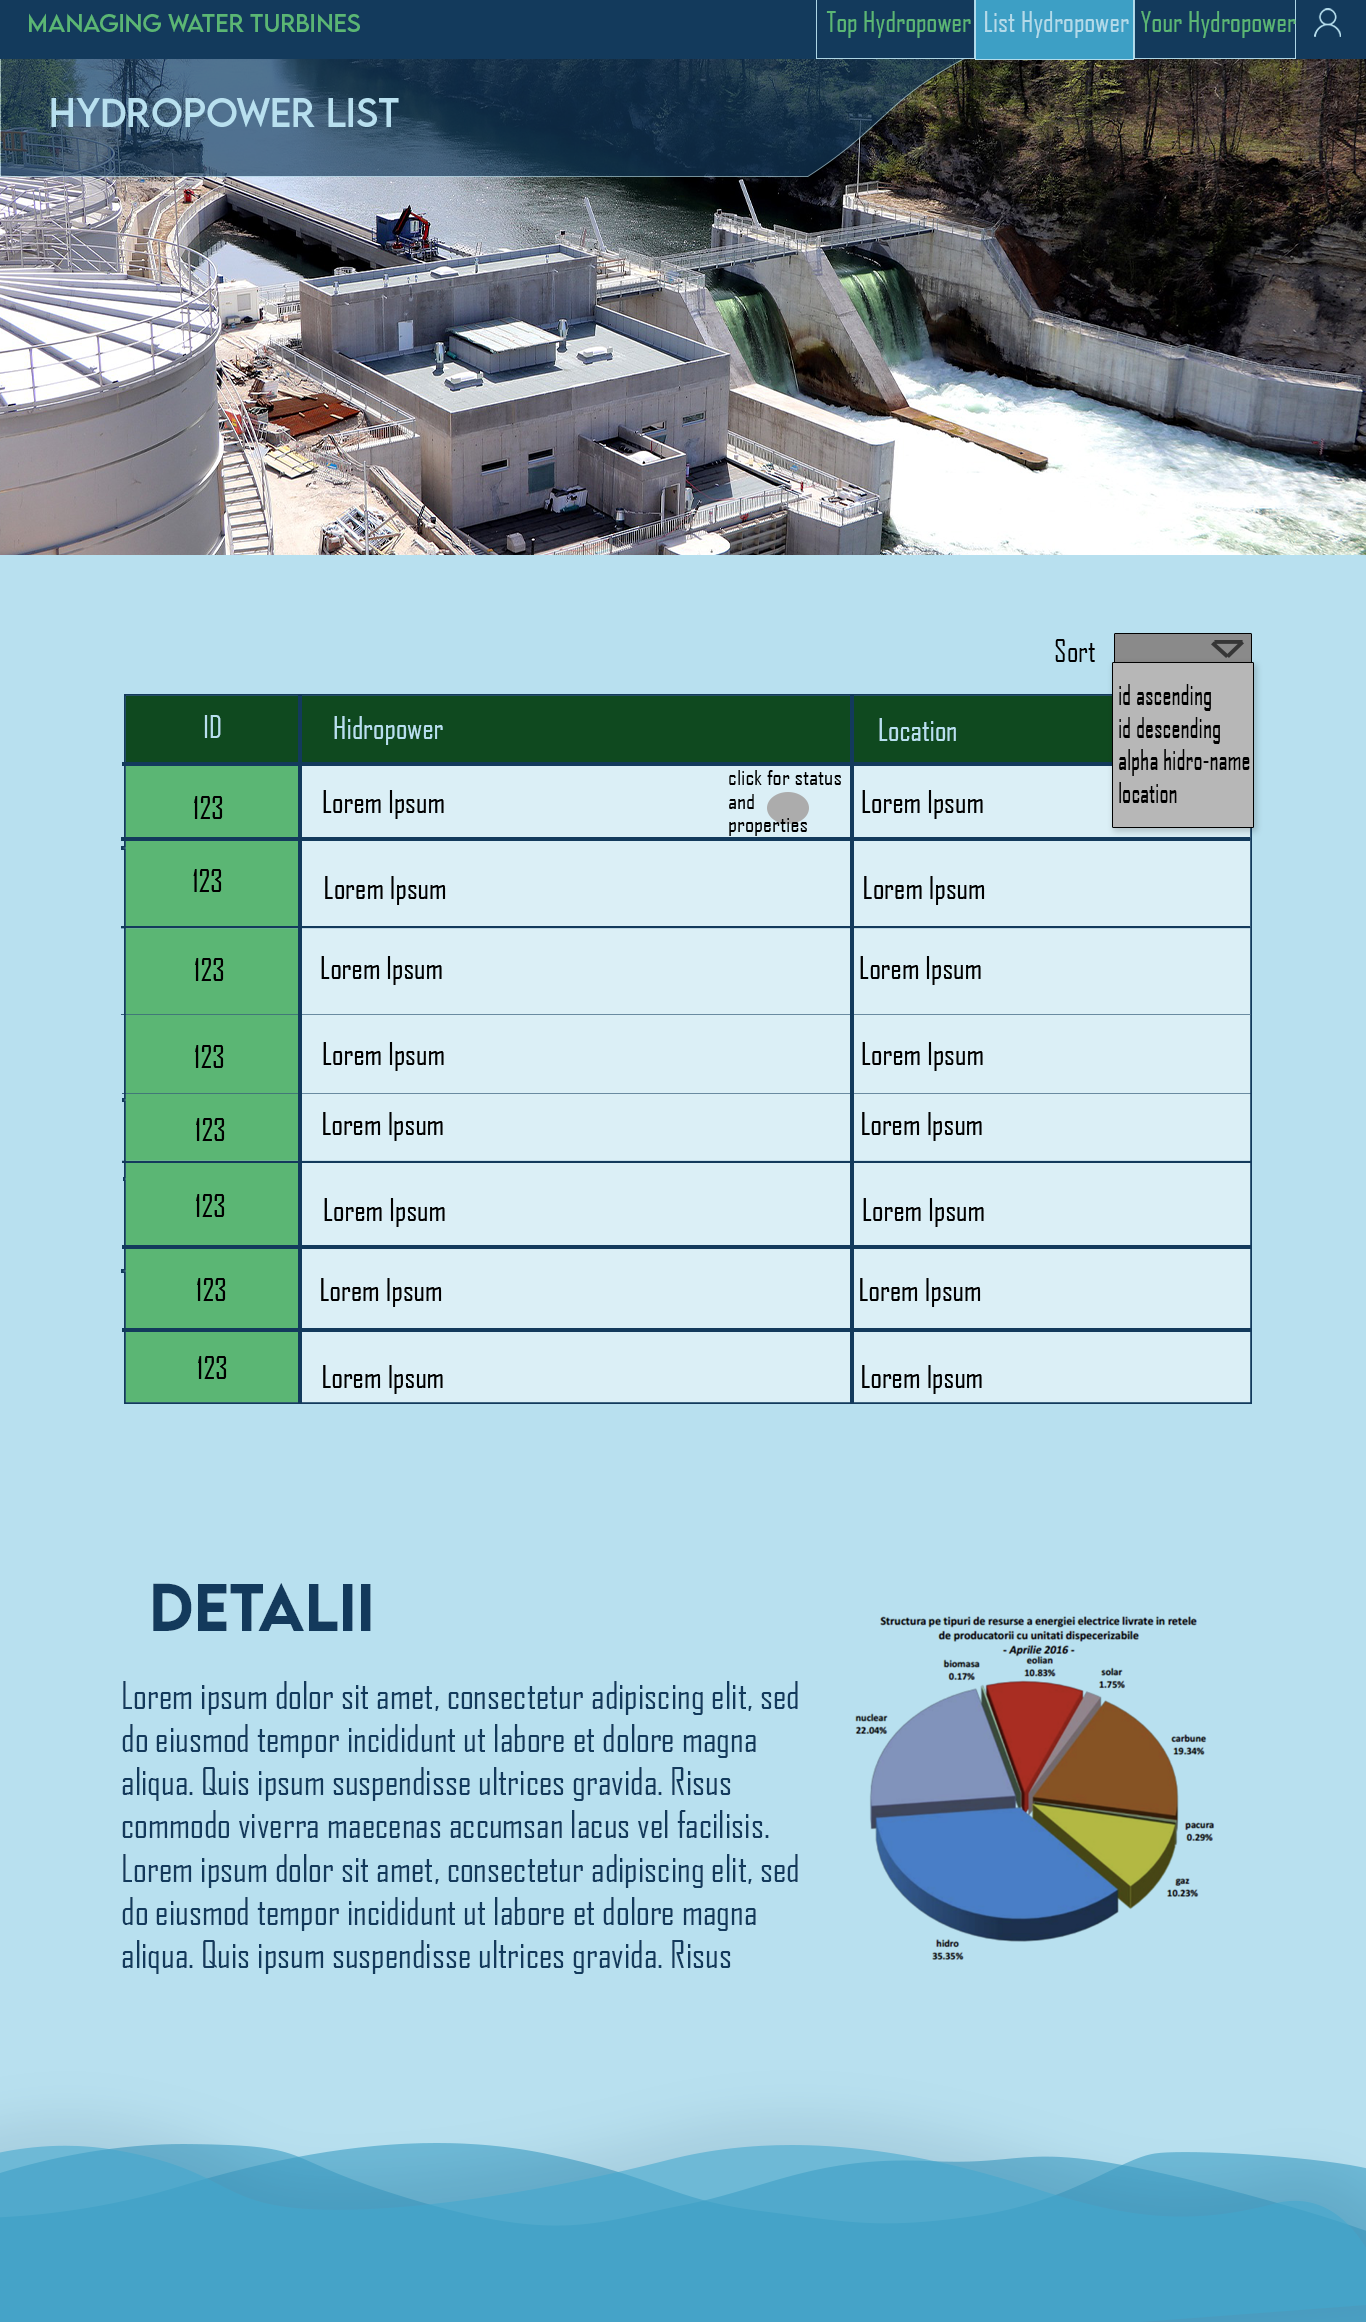 MANAGING WATER TURBINES
Top Hydropower
List Hydropower
Your Hydropower
HYDROPOWER LIST
Sort
id ascending
id descending
alpha hidro-name
location
ID
Hidropower
Location
123
Lorem Ipsum
click for status
and
properties
Lorem Ipsum
123
Lorem Ipsum
Lorem Ipsum
123
Lorem Ipsum
Lorem Ipsum
123
Lorem Ipsum
Lorem Ipsum
123
Lorem Ipsum
Lorem Ipsum
123
Lorem Ipsum
Lorem Ipsum
123
Lorem Ipsum
Lorem Ipsum
123
Lorem Ipsum
Lorem Ipsum
DETALII
Lorem ipsum dolor sit amet, consectetur adipiscing elit, sed
do eiusmod tempor incididunt ut labore et dolore magna
aliqua. Quis ipsum suspendisse ultrices gravida. Risus
commodo viverra maecenas accumsan lacus vel facilisis.
Lorem ipsum dolor sit amet, consectetur adipiscing elit, sed
do eiusmod tempor incididunt ut labore et dolore magna
aliqua. Quis ipsum suspendisse ultrices gravida. Risus
Structura pe tipuri de resurse a energiei electrice livrate in retele
de producatorii cu unitati dispecerizabile
- Aprilie 2016 -
biomasa
0.17%
eolian
10.83%
solar
1.75%
nuclear
22.04%
carbune
19.34%
pacura
0.29%
gaz
10.23%
hidro
35.35%